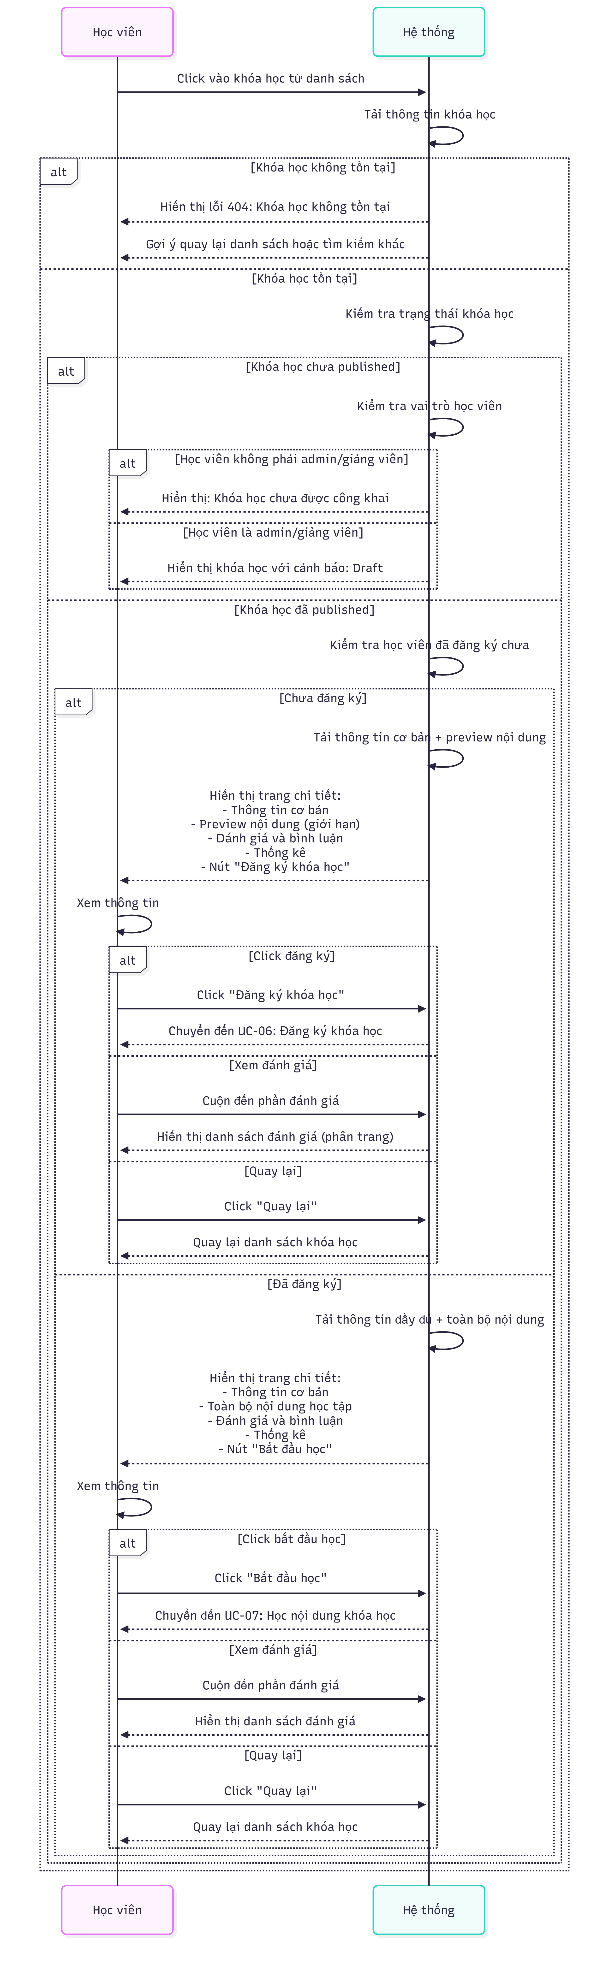 Học viên
Hệ thống
Click vào khóa học từ danh sách
Tải thông tin khóa học
alt
[Khóa học không tồn tại]
Hiển thị lỗi 404: Khóa học không tồn tại
Gợi ý quay lại danh sách hoặc tìm kiếm khác
[Khóa học tồn tại]
Kiểm tra trạng thái khóa học
alt
[Khóa học chưa published]
Kiểm tra vai trò học viên
alt
[Học viên không phải admin/giảng viên]
Hiển thị: Khóa học chưa được công khai
[Học viên là admin/giảng viên]
Hiển thị khóa học với cảnh báo: Draft
[Khóa học đã published]
Kiểm tra học viên đã đăng ký chưa
alt
[Chưa đăng ký]
Tải thông tin cơ bản + preview nội dung
Hiển thị trang chi tiết:
- Thông tin cơ bản
- Preview nội dung (giới hạn)
- Đánh giá và bình luận
- Thống kê
- Nút "Đăng ký khóa học"
Xem thông tin
alt
[Click đăng ký]
Click "Đăng ký khóa học"
Chuyển đến UC-06: Đăng ký khóa học
[Xem đánh giá]
Cuộn đến phần đánh giá
Hiển thị danh sách đánh giá (phân trang)
[Quay lại]
Click "Quay lại"
Quay lại danh sách khóa học
[Đã đăng ký]
Tải thông tin đầy đủ + toàn bộ nội dung
Hiển thị trang chi tiết:
- Thông tin cơ bản
- Toàn bộ nội dung học tập
- Đánh giá và bình luận
- Thống kê
- Nút "Bắt đầu học"
Xem thông tin
alt
[Click bắt đầu học]
Click "Bắt đầu học"
Chuyển đến UC-07: Học nội dung khóa học
[Xem đánh giá]
Cuộn đến phần đánh giá
Hiển thị danh sách đánh giá
[Quay lại]
Click "Quay lại"
Quay lại danh sách khóa học
Học viên
Hệ thống